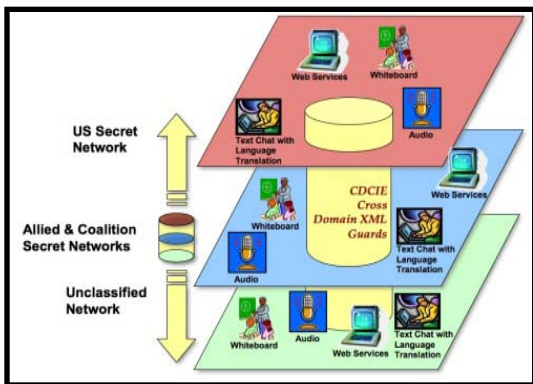 Web Services
Whiteboard
Text Chat with
Language
Translation
Audio
US Secret
Network
CDCIE
Cross
Domain XML
Guards
Web Services
Whiteboard
Text Chat with
Language
Translation
Audio
Allied & Coalition
Secret Networks
Unclassified
Network
Whiteboard
Audio
Web Services
Text Chat with
Language
Translation